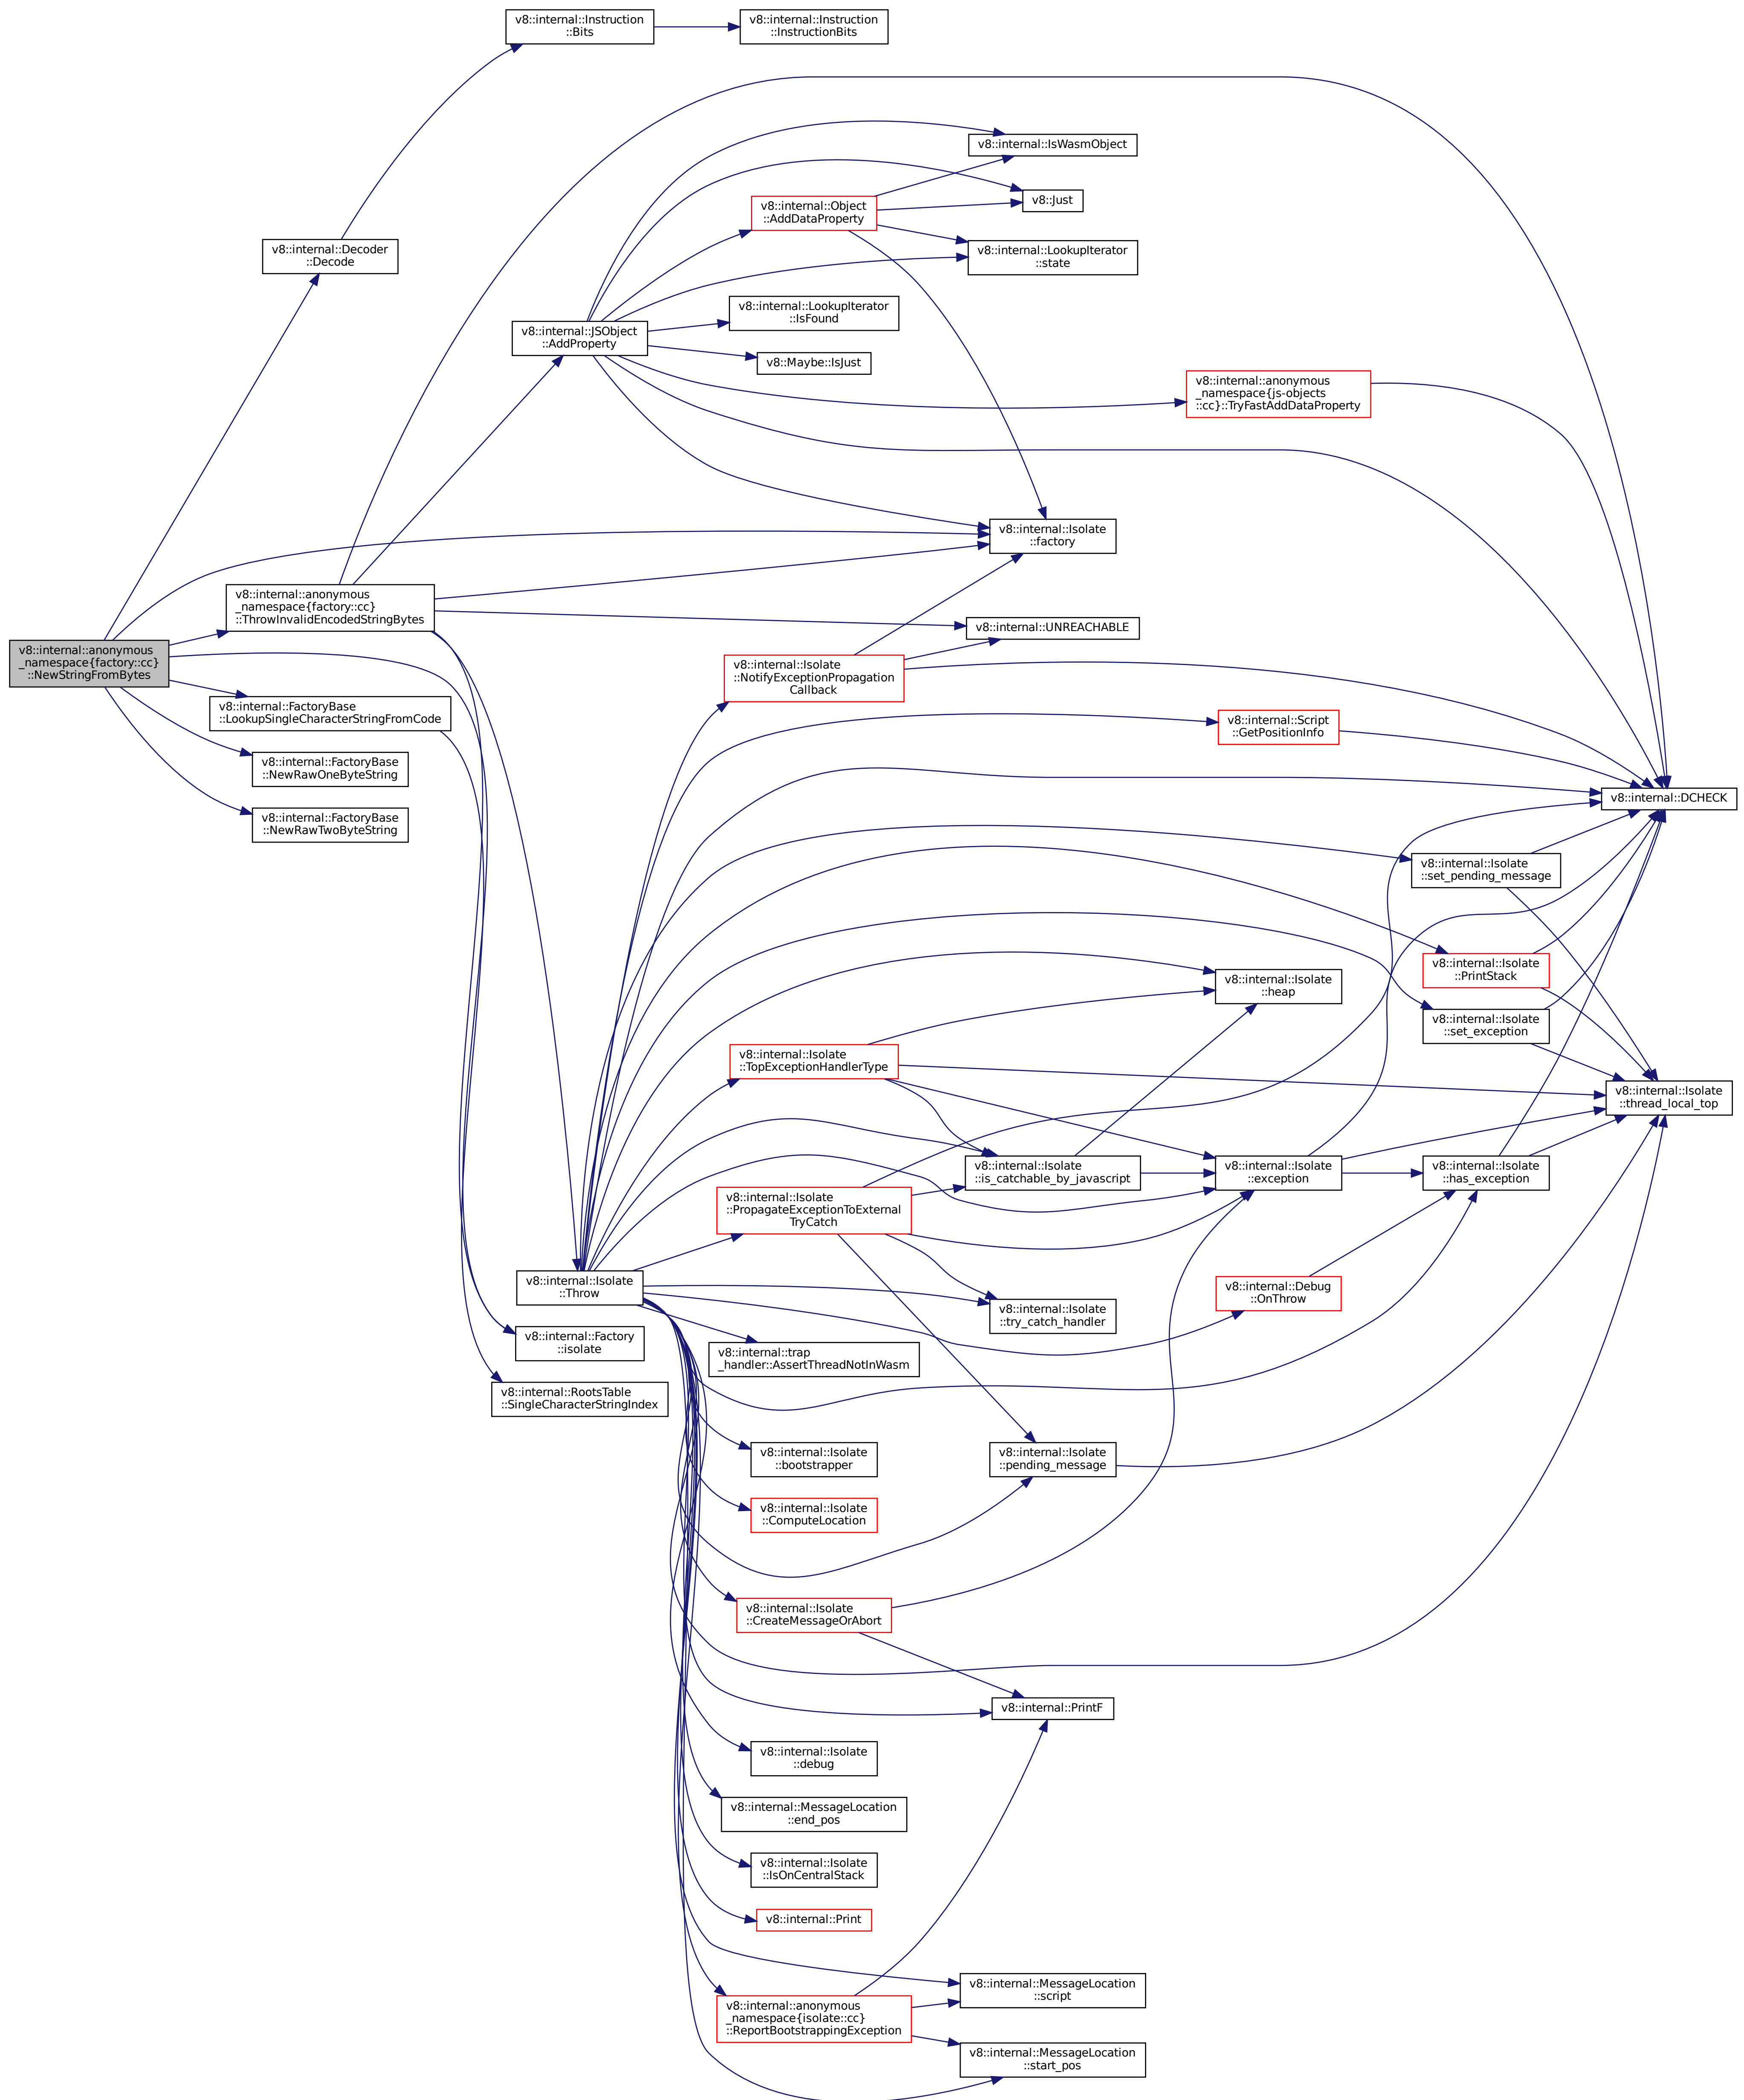 v8::internal::Instruction
::Bits
v8::internal::Instruction
::InstructionBits
v8::internal::IsWasmObject
v8::Just
v8::internal::Object
::AddDataProperty
v8::internal::Decoder
::Decode
v8::internal::LookupIterator
::state
v8::internal::LookupIterator
::IsFound
v8::internal::JSObject
::AddProperty
v8::Maybe::IsJust
v8::internal::anonymous
_namespace{js-objects
::cc}::TryFastAddDataProperty
v8::internal::Isolate
::factory
v8::internal::anonymous
_namespace{factory::cc}
::ThrowInvalidEncodedStringBytes
v8::internal::UNREACHABLE
v8::internal::anonymous
_namespace{factory::cc}
::NewStringFromBytes
v8::internal::Isolate
::NotifyExceptionPropagation
Callback
v8::internal::FactoryBase
::LookupSingleCharacterStringFromCode
v8::internal::Script
::GetPositionInfo
v8::internal::FactoryBase
::NewRawOneByteString
v8::internal::DCHECK
v8::internal::FactoryBase
::NewRawTwoByteString
v8::internal::Isolate
::set_pending_message
v8::internal::Isolate
::PrintStack
v8::internal::Isolate
::heap
v8::internal::Isolate
::set_exception
v8::internal::Isolate
::TopExceptionHandlerType
v8::internal::Isolate
::thread_local_top
v8::internal::Isolate
::is_catchable_by_javascript
v8::internal::Isolate
::exception
v8::internal::Isolate
::has_exception
v8::internal::Isolate
::PropagateExceptionToExternal
TryCatch
v8::internal::Isolate
::Throw
v8::internal::Debug
::OnThrow
v8::internal::Isolate
::try_catch_handler
v8::internal::Factory
::isolate
v8::internal::trap
_handler::AssertThreadNotInWasm
v8::internal::RootsTable
::SingleCharacterStringIndex
v8::internal::Isolate
::bootstrapper
v8::internal::Isolate
::pending_message
v8::internal::Isolate
::ComputeLocation
v8::internal::Isolate
::CreateMessageOrAbort
v8::internal::PrintF
v8::internal::Isolate
::debug
v8::internal::MessageLocation
::end_pos
v8::internal::Isolate
::IsOnCentralStack
v8::internal::Print
v8::internal::MessageLocation
::script
v8::internal::anonymous
_namespace{isolate::cc}
::ReportBootstrappingException
v8::internal::MessageLocation
::start_pos